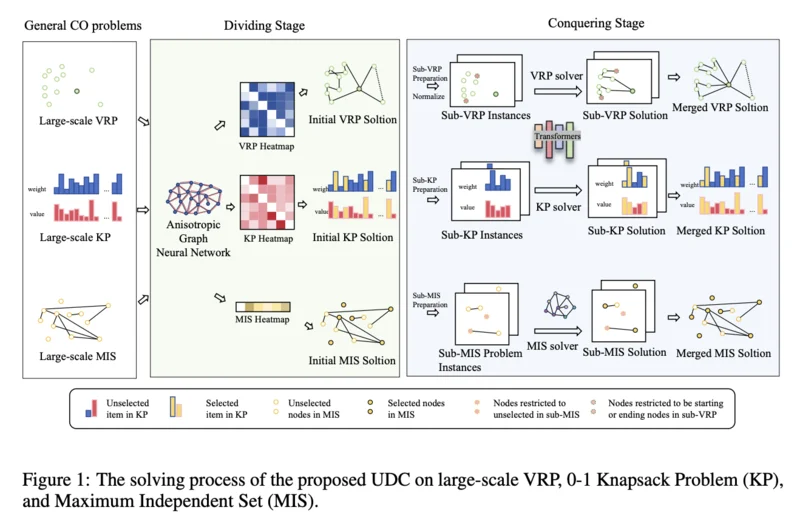 General CO problems
Dividing Stage
Conquering Stage
Large-scale VRP
VRP Heatmap
Initial VRP Soltion
Sub-VRP
Preparation
Normalize
Sub-VRP Instances
VRP solver
Sub-VRP Solution
Merged VRP Soltion
Transformers
weight
value
...
...
Large-scale KP
Anisotropic
Graph
Neural Network
KP Heatmap
weight
value
...
...
Initial KP Soltion
Sub-KP
Preparation
weight
value
Sub-KP Instances
KP solver
weight
value
Sub-KP Solution
weight
value
...
...
Merged KP Soltion
Large-scale MIS
MIS Heatmap
Initial MIS Soltion
Sub-MIS
Preparation
Sub-MIS Problem
Instances
MIS solver
Sub-MIS Solution
Merged MIS Soltion
Unselected
item in KP
Selected
item in KP
Unselected
nodes in MIS
Selected nodes
in MIS
Nodes restricted to
unselected in sub-MIS
Nodes restricted to be starting
or ending nodes in sub-VRP
Figure 1: The solving process of the proposed UDC on large-scale VRP, 0-1 Knapsack Problem (KP),
and Maximum Independent Set (MIS).